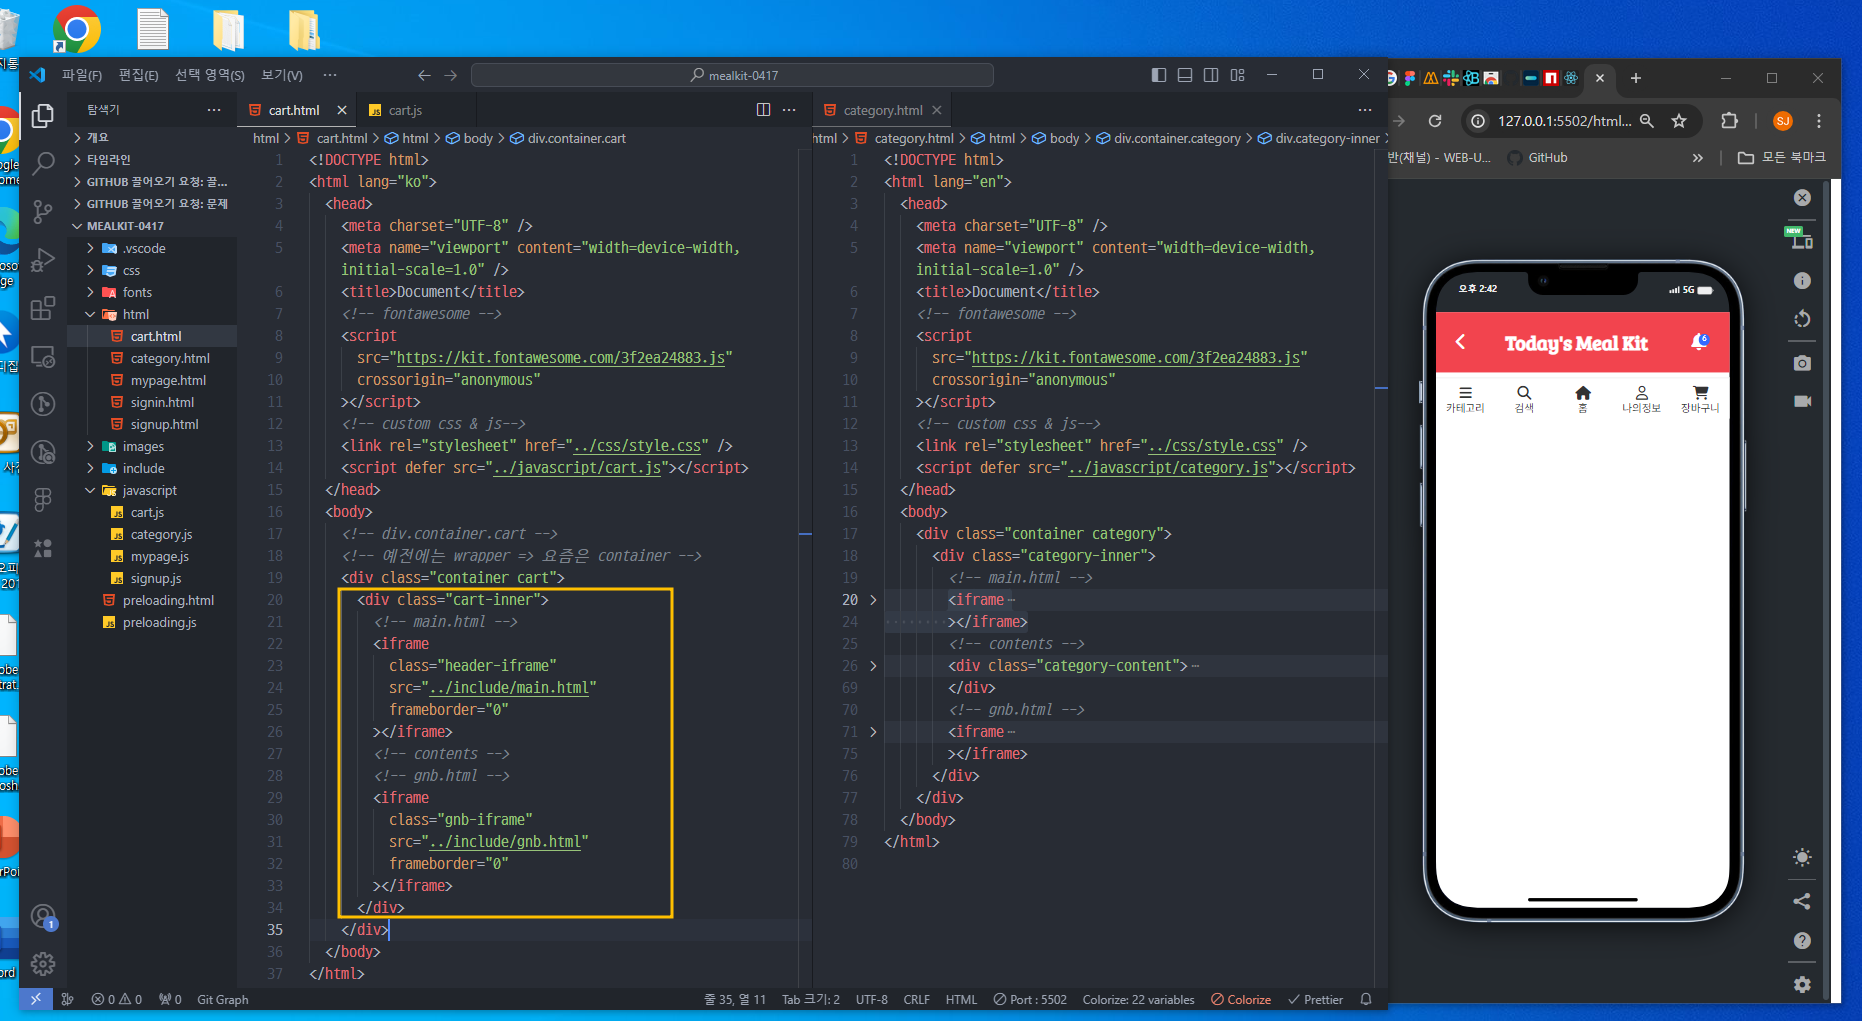 파일(F) 편집(E) 선택 영역(S) 보기(V) ··· mealkit-0417
탐색기
개요
타임라인
GITHUB 끌어오기 요청: 끌...
GITHUB 끌어오기 요청: 문제
MEALKIT-0417
.vscode
css
fonts
html
cart.html
category.html
mypage.html
signin.html
signup.html
images
include
javascript
cart.js
category.js
mypage.js
signup.js
preloading.html
preloading.js
cart.html cart.js
html > cart.html > html > body > div.container.cart
1 <!DOCTYPE html>
2 <html lang="ko">
3 <head>
4 <meta charset="UTF-8" />
5 <meta name="viewport" content="width=device-width,
initial-scale=1.0" />
6 <title>Document</title>
7 <!-- fontawesome -->
8 <script
9 src="https://kit.fontawesome.com/3f2ea24883.js"
10 crossorigin="anonymous"
11 ></script>
12 <!-- custom css & js-->
13 <link rel="stylesheet" href="../css/style.css" />
14 <script defer src="../javascript/cart.js"></script>
15 </head>
16 <body>
17 <!-- div.container.cart -->
18 <!-- 예전에는 wrapper => 요즘은 container -->
19 <div class="container cart">
20 <div class="cart-inner">
21 <!-- main.html -->
22 <iframe
23 class="header-iframe"
24 src="../include/main.html"
25 frameborder="0"
26 ></iframe>
27 <!-- contents -->
28 <!-- gnb.html -->
29 <iframe
30 class="gnb-iframe"
31 src="../include/gnb.html"
32 frameborder="0"
33 ></iframe>
34 </div>
35 </div>
36 </body>
37 </html>
category.html
html > category.html > html > body > div.container.category > div.category-inner >
1 <!DOCTYPE html>
2 <html lang="en">
3 <head>
4 <meta charset="UTF-8" />
5 <meta name="viewport" content="width=device-width,
initial-scale=1.0" />
6 <title>Document</title>
7 <!-- fontawesome -->
8 <script
9 src="https://kit.fontawesome.com/3f2ea24883.js"
10 crossorigin="anonymous"
11 ></script>
12 <!-- custom css & js-->
13 <link rel="stylesheet" href="../css/style.css" />
14 <script defer src="../javascript/category.js"></script>
15 </head>
16 <body>
17 <div class="container category">
18 <div class="category-inner">
19 <!-- main.html -->
20 <iframe ···
24 ></iframe>
25 <!-- contents -->
26 <div class="category-content"> ···
69 </div>
70 <!-- gnb.html -->
71 <iframe ···
75 ></iframe>
76 </div>
77 </div>
78 </body>
79 </html>
80
0 0 0 Git Graph 줄 35, 열 11 Tab 크기: 2 UTF-8 CRLF HTML Port : 5502 Colorize: 22 variables Colorize Prettier
1
127.0.0.1:5502/html... SJ
반(채널) - WEB-U... GitHub » 모든 북마크
NEW
오후 2:42 5G
Today's Meal Kit 6
카테고리 검색 홈 나의정보 장바구니